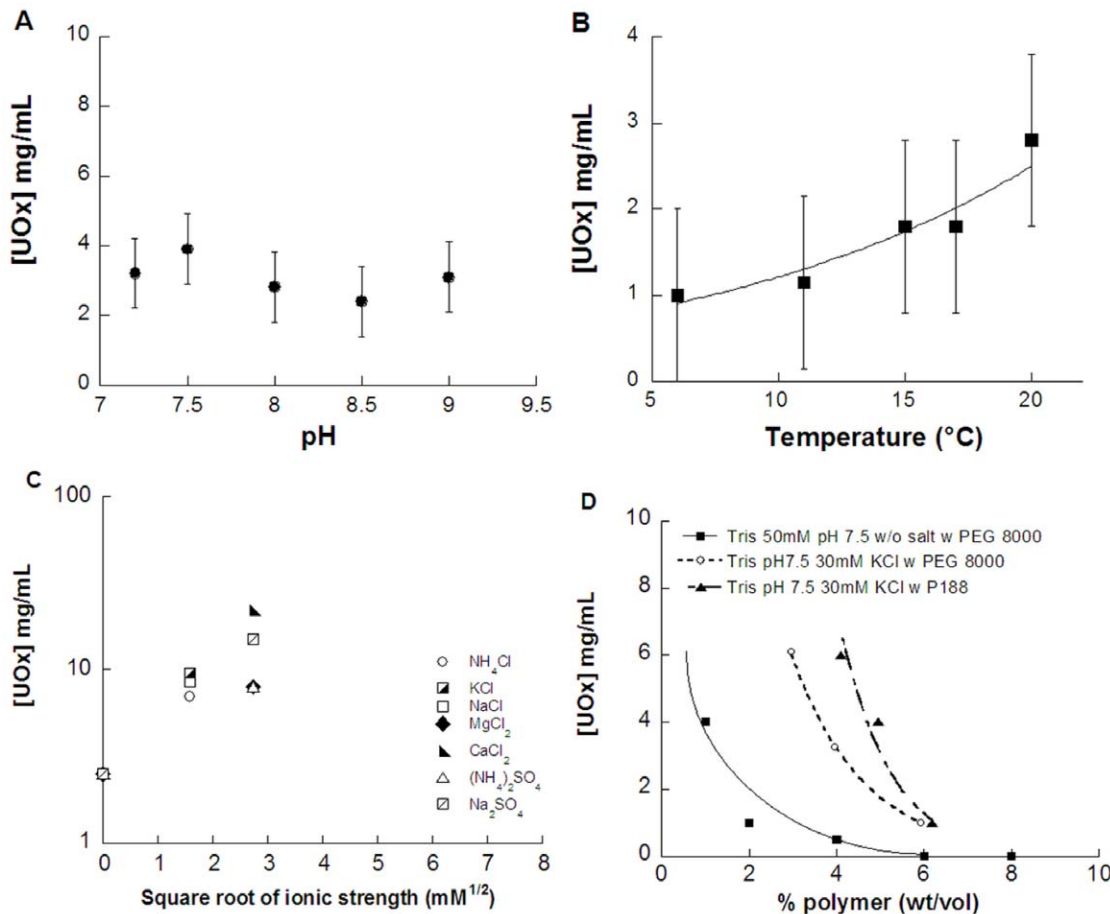 A
[UOx] mg/mL
10
8
6
4
2
0
7
7.5
8
8.5
9
9.5
pH
B
[UOx] mg/mL
4
3
2
1
0
5
10
15
20
Temperature (°C)
C
[UOx] mg/mL
100
10
1
NH₄Cl
KCl
NaCl
MgCl₂
CaCl₂
(NH₄)₂SO₄
Na₂SO₄
0
1
2
3
4
5
6
7
8
Square root of ionic strength (mM^1/2)
D
[UOx] mg/mL
10
8
6
4
2
0
Tris 50mM pH 7.5 w/o salt w PEG 8000
Tris pH7.5 30mM KCl w PEG 8000
Tris pH 7.5 30mM KCl w P188
0
2
4
6
8
10
% polymer (wt/vol)